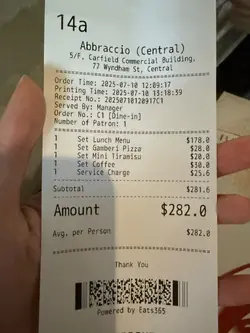 14a
Abbraccio (Central)
5/F, Carfield Commercial Building,
77 Wyndham St, Central
Order Time: 2025-07-10 12:09:17
Printing Time: 2025-07-10 13:18:39
Receipt No.: 20250710120917C1
Served By: Manager
Order No.: C1 [Dine-in]
Number of Patron: 1
1 Set Lunch Menu $178.0
1 Set Gamberi Pizza $28.0
1 Set Mini Tiramisu $20.0
1 Set Coffee $30.0
1 Service Charge $25.6
Subtotal $281.6
Amount $282.0
Avg. per Person $282.0
Thank You
Powered by Eats365